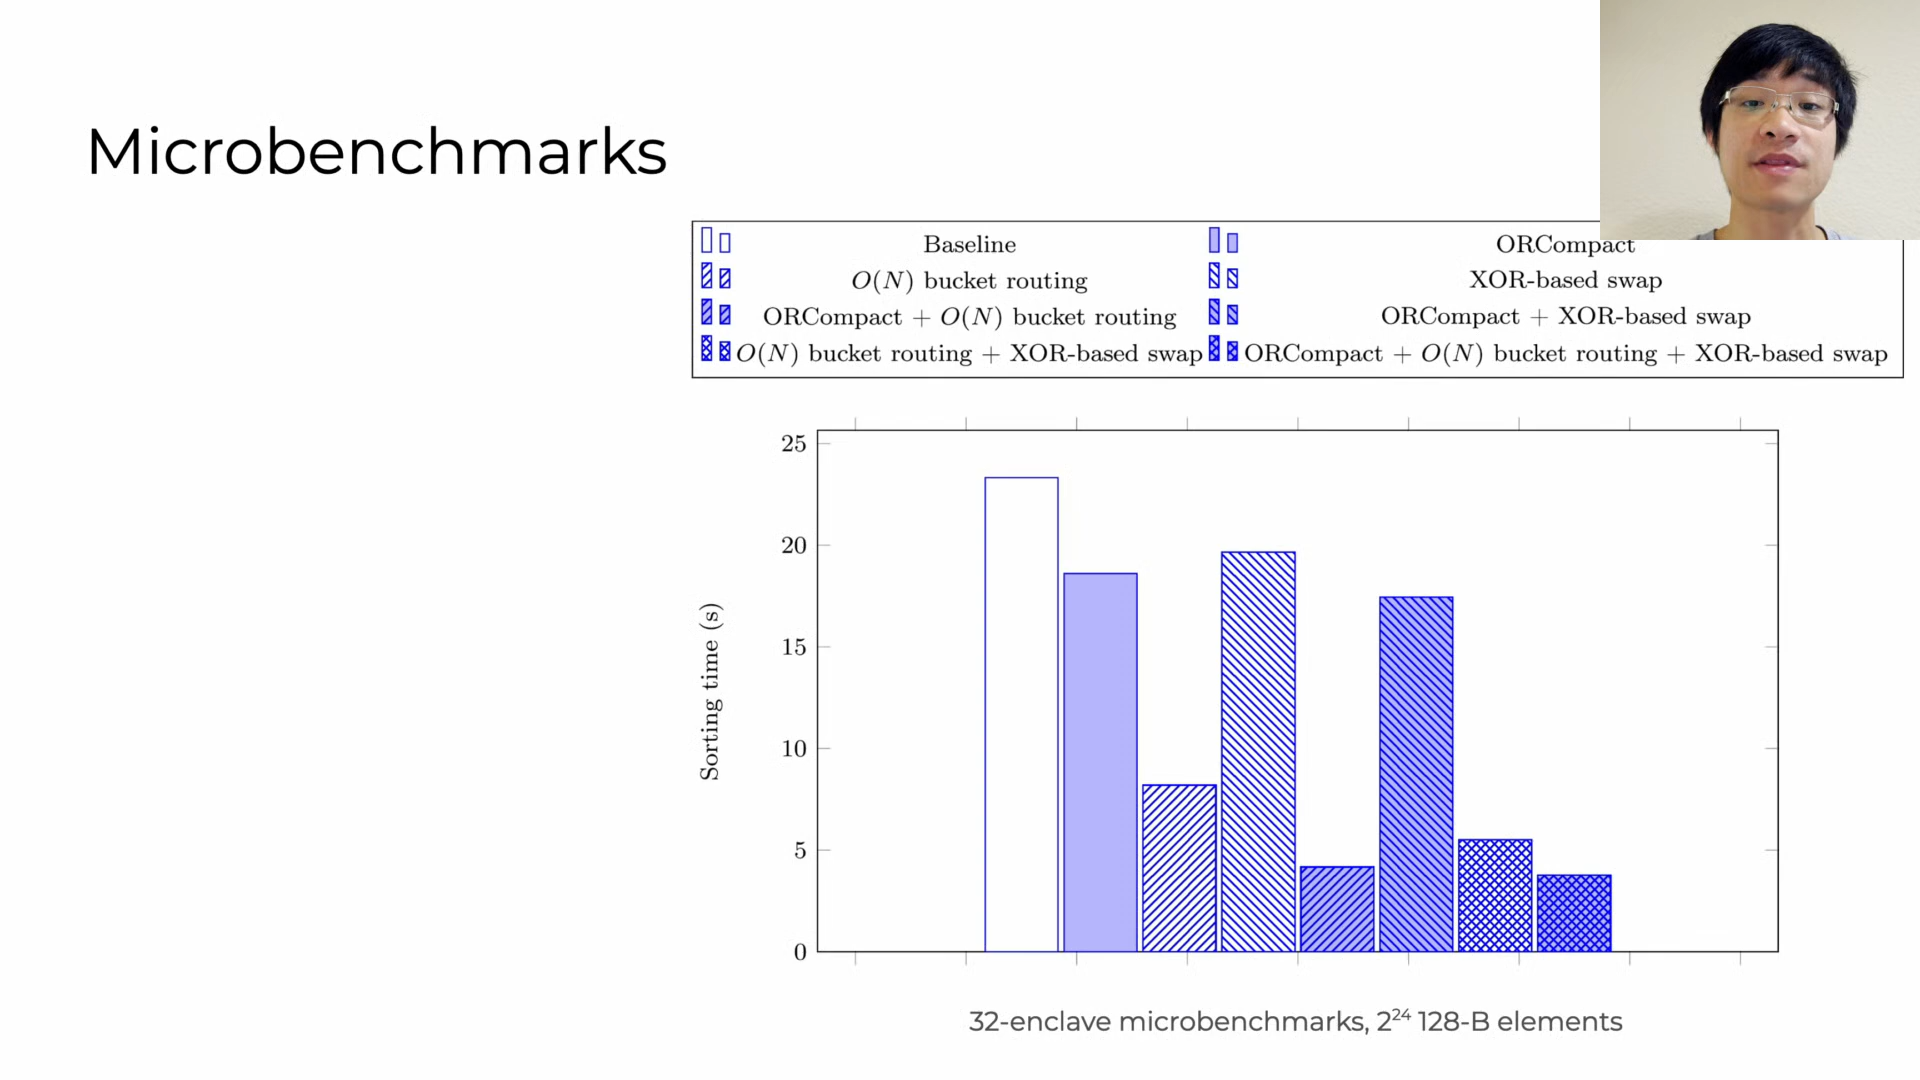 Microbenchmarks
Baseline
ORCompact
O(N) bucket routing
XOR-based swap
ORCompact + O(N) bucket routing
ORCompact + XOR-based swap
O(N) bucket routing + XOR-based swap
ORCompact + O(N) bucket routing + XOR-based swap
25
20
15
10
5
0
Sorting time (s)
32-enclave microbenchmarks, 2²⁴ 128-B elements